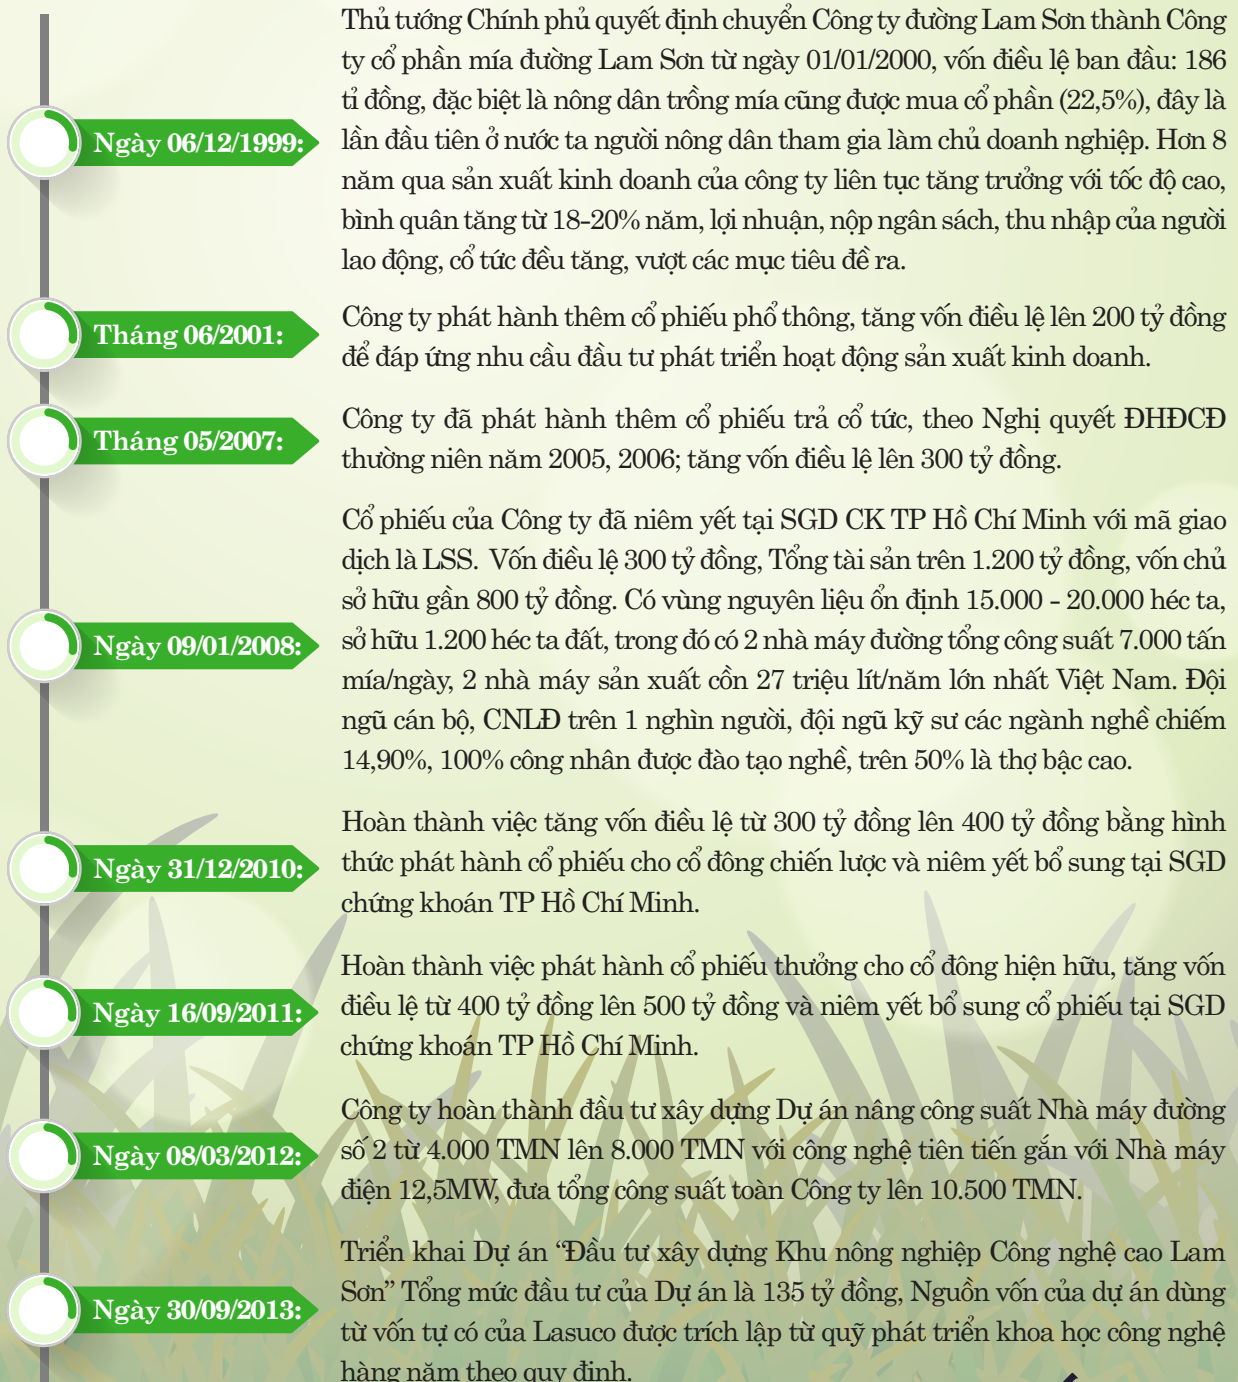 Thủ tướng Chính phủ quyết định chuyển Công ty đường Lam Sơn thành Công
ty cổ phần mía đường Lam Sơn từ ngày 01/01/2000, vốn điều lệ ban đầu: 186
tỉ đồng, đặc biệt là nông dân trồng mía cũng được mua cổ phần (22,5%), đây là
Ngày 06/12/1999:
lần đầu tiên ở nước ta người nông dân tham gia làm chủ doanh nghiệp. Hơn 8
năm qua sản xuất kinh doanh của công ty liên tục tăng trưởng với tốc độ cao,
bình quân tăng từ 18-20% năm, lợi nhuận, nộp ngân sách, thu nhập của người
lao động, cổ tức đều tăng, vượt các mục tiêu đề ra.
Tháng 06/2001:
Công ty phát hành thêm cổ phiếu phổ thông, tăng vốn điều lệ lên 200 tỷ đồng
để đáp ứng nhu cầu đầu tư phát triển hoạt động sản xuất kinh doanh.
Tháng 05/2007:
Công ty đã phát hành thêm cổ phiếu trả cổ tức, theo Nghị quyết ĐHĐCĐ
thường niên năm 2005, 2006; tăng vốn điều lệ lên 300 tỷ đồng.
Cổ phiếu của Công ty đã niêm yết tại SGD CK TP Hồ Chí Minh với mã giao
dịch là LSS. Vốn điều lệ 300 tỷ đồng, Tổng tài sản trên 1.200 tỷ đồng, vốn chủ
sở hữu gần 800 tỷ đồng. Có vùng nguyên liệu ổn định 15.000 - 20.000 héc ta,
Ngày 09/01/2008:
sở hữu 1.200 héc ta đất, trong đó có 2 nhà máy đường tổng công suất 7.000 tấn
mía/ngày, 2 nhà máy sản xuất cồn 27 triệu lít/năm lớn nhất Việt Nam. Đội
ngũ cán bộ, CNLĐ trên 1 nghìn người, đội ngũ kỹ sư các ngành nghề chiếm
14,90%, 100% công nhân được đào tạo nghề, trên 50% là thợ bậc cao.
Hoàn thành việc tăng vốn điều lệ từ 300 tỷ đồng lên 400 tỷ đồng bằng hình
Ngày 31/12/2010:
thức phát hành cổ phiếu cho cổ đông chiến lược và niêm yết bổ sung tại SGD
chứng khoán TP Hồ Chí Minh.
Hoàn thành việc phát hành cổ phiếu thưởng cho cổ đông hiện hữu, tăng vốn
Ngày 16/09/2011:
điều lệ từ 400 tỷ đồng lên 500 tỷ đồng và niêm yết bổ sung cổ phiếu tại SGD
chứng khoán TP Hồ Chí Minh.
Công ty hoàn thành đầu tư xây dựng Dự án nâng công suất Nhà máy đường
Ngày 08/03/2012:
số 2 từ 4.000 TMN lên 8.000 TMN với công nghệ tiên tiến gắn với Nhà máy
điện 12,5MW, đưa tổng công suất toàn Công ty lên 10.500 TMN.
Triển khai Dự án “Đầu tư xây dựng Khu nông nghiệp Công nghệ cao Lam
Ngày 30/09/2013:
Sơn” Tổng mức đầu tư của Dự án là 135 tỷ đồng, Nguồn vốn của dự án dùng
từ vốn tự có của Lasuco được trích lập từ quỹ phát triển khoa học công nghệ
hàng năm theo quy định.